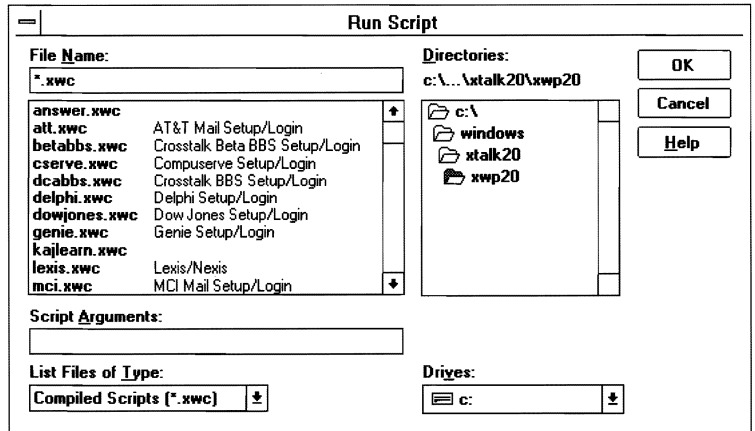 Run Script
File Name:
*.xwc
answer.xwc
att.xwc AT&T Mail Setup/Login
betabbs.xwc Crosstalk Beta BBS Setup/Login
cserve.xwc Compuserve Setup/Login
dcabbs.xwc Crosstalk BBS Setup/Login
delphi.xwc Delphi Setup/Login
dowjones.xwc Dow Jones Setup/Login
genie.xwc Genie Setup/Login
kajlearn.xwc
lexis.xwc Lexis/Nexis
mci.xwc MCI Mail Setup/Login
Script Arguments:
List Files of Type:
Compiled Scripts (*.xwc)
Directories:
c:\...\xtalk20\xwp20
c:\
windows
xtalk20
xwp20
Drives:
c:
OK
Cancel
Help